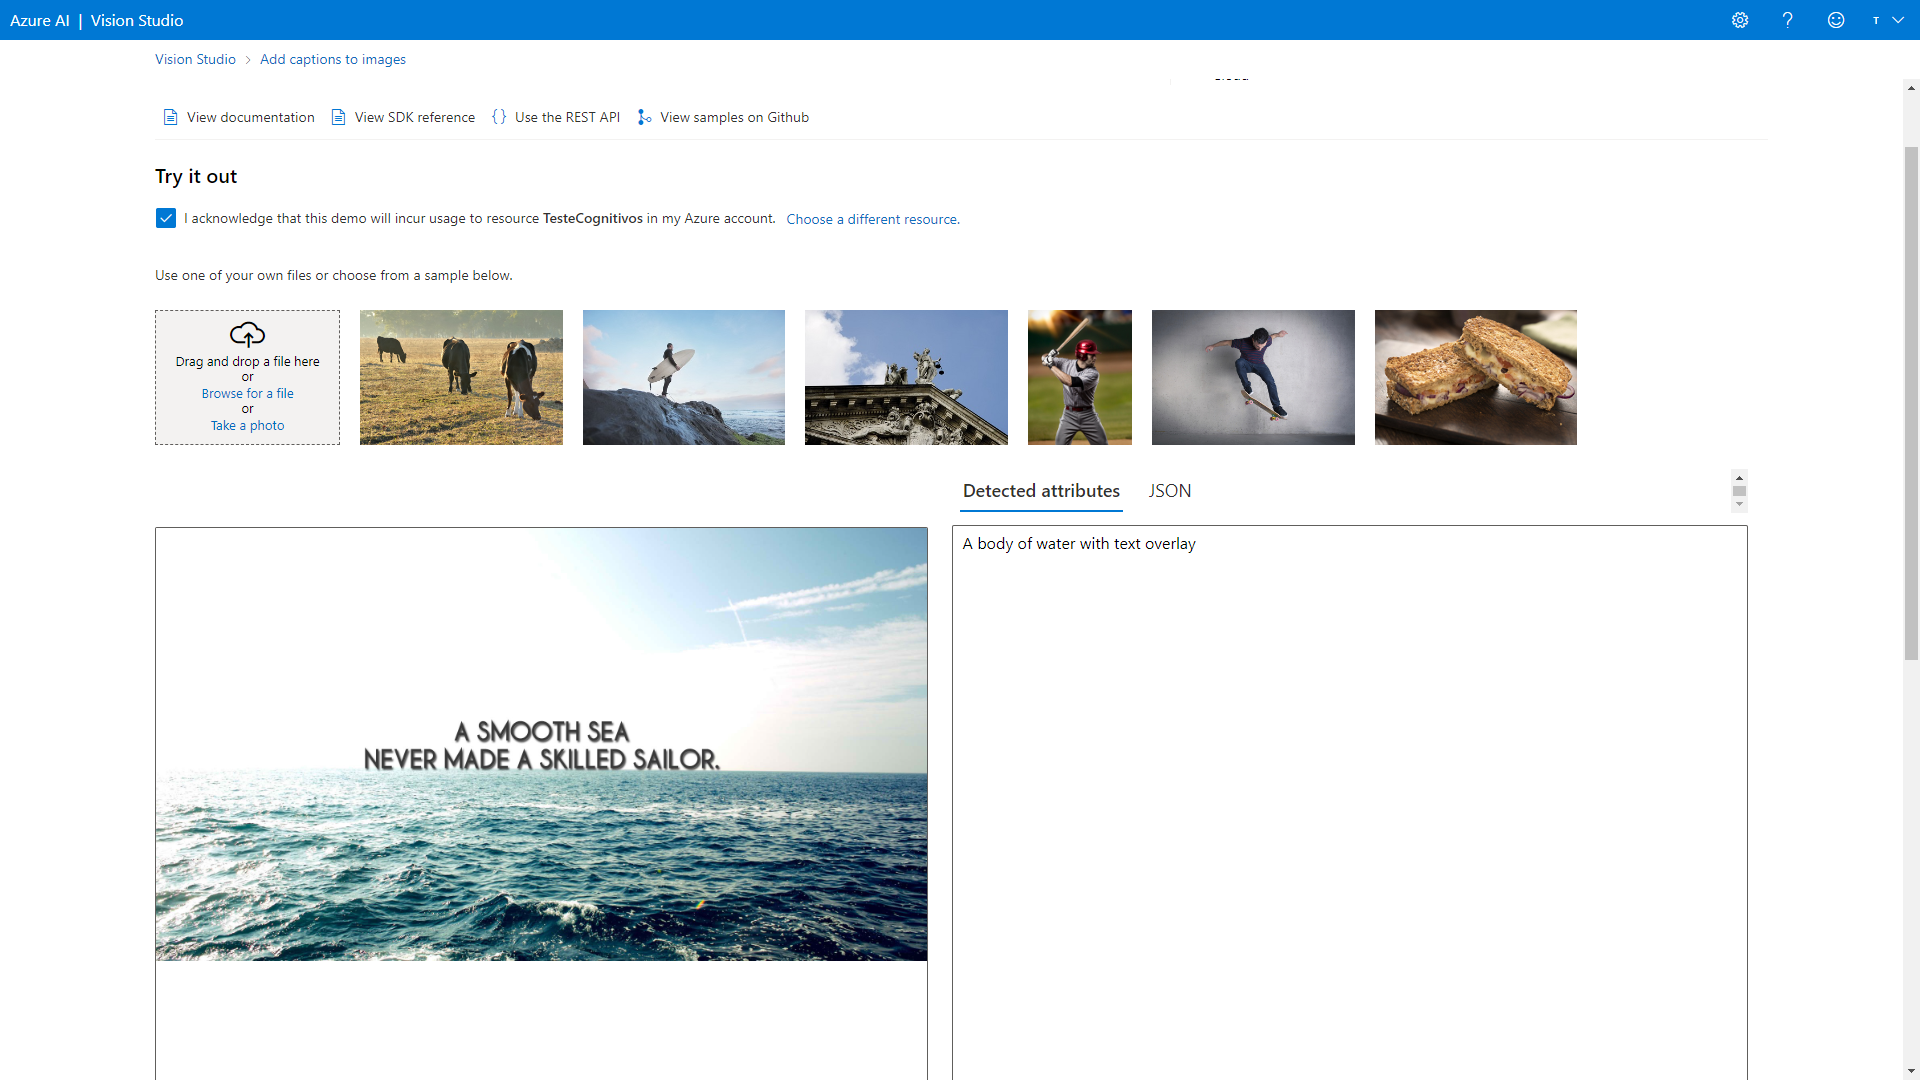 Azure AI | Vision Studio
T
Vision Studio > Add captions to images
View documentation
View SDK reference
{} Use the REST API
View samples on Github
Try it out
I acknowledge that this demo will incur usage to resource TesteCognitivos in my Azure account. Choose a different resource.
Use one of your own files or choose from a sample below.
Drag and drop a file here
or
Browse for a file
or
Take a photo
Detected attributes
JSON
A SMOOTH SEA
NEVER MADE A SKILLED SAILOR.
A body of water with text overlay